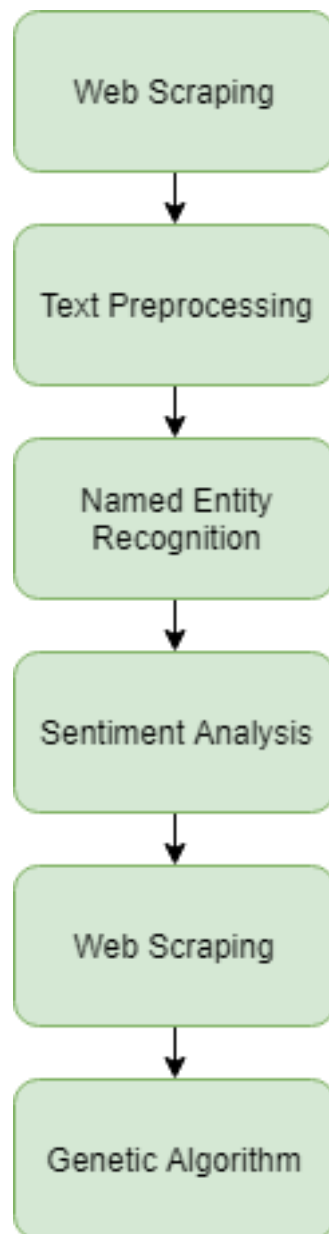 Web Scraping
Text Preprocessing
Named Entity
Recognition
Sentiment Analysis
Web Scraping
Genetic Algorithm